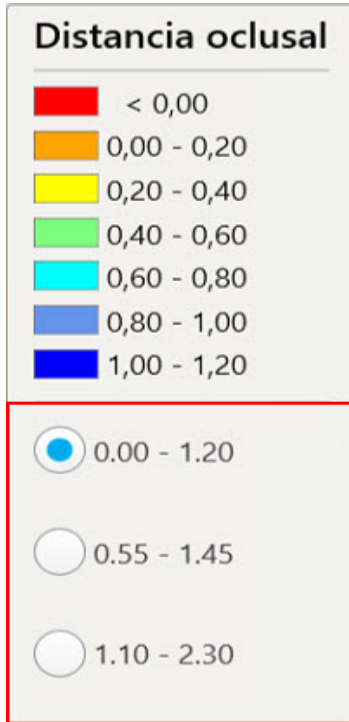 Distancia oclusal
< 0,00
0,00 - 0,20
0,20 - 0,40
0,40 - 0,60
0,60 - 0,80
0,80 - 1,00
1,00 - 1,20
0.00 - 1.20
0.55 - 1.45
1.10 - 2.30